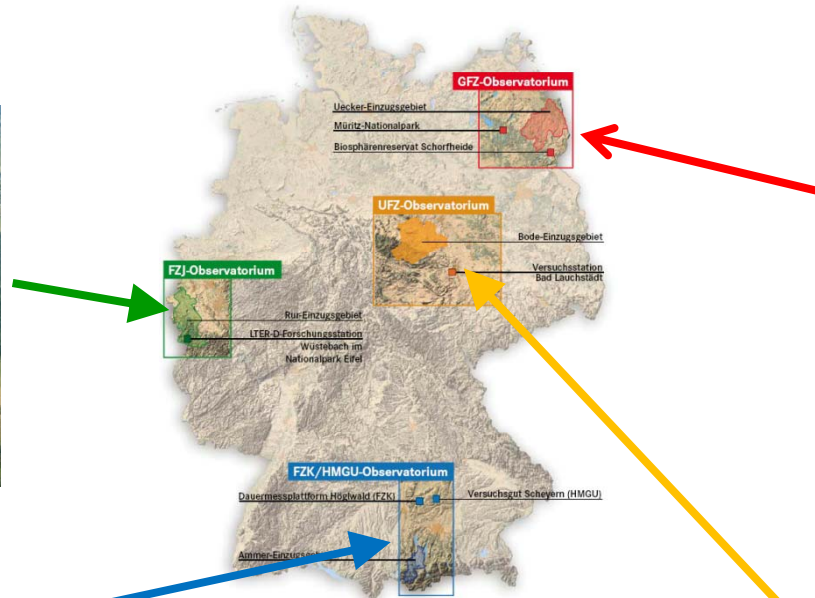 GFZ-Observatorium
Uecker-Einzugsgebiet
Müritz-Nationalpark
Biosphärenreservat Schorfheide
UFZ-Observatorium
Bode-Einzugsgebiet
Versuchsstation
Bad Lauchstädt
FZJ-Observatorium
Rur-Einzugsgebiet
LTER-D-Forschungsstation
Wüstebach im
Nationalpark Eifel
FZK/HMGU-Observatorium
Dauermessplattform Höglwald (FZK)
Versuchsgut Scheyern (HMGU)